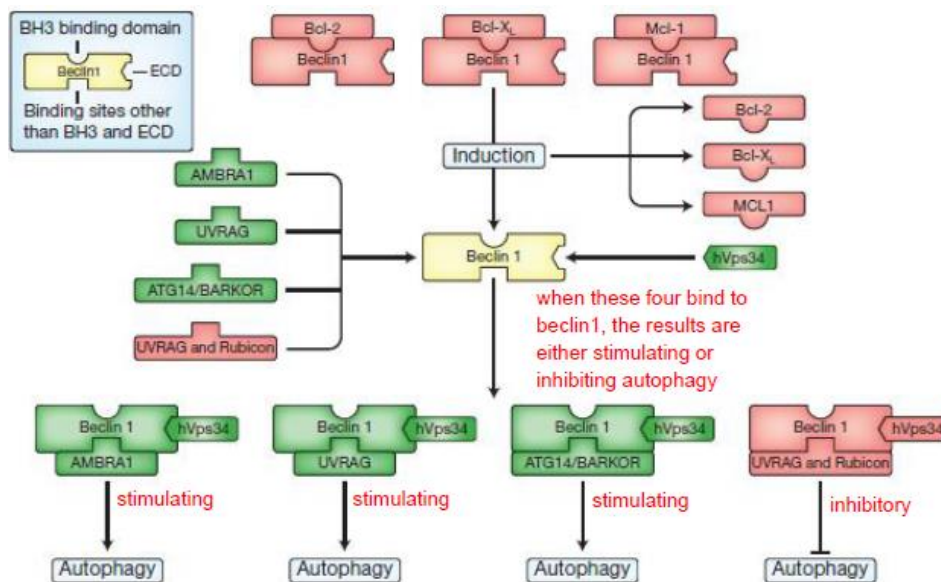 BH3 binding domain
Beclin1
ECD
Binding sites other
than BH3 and ECD
Bcl-2
Beclin1
Bcl-XL
Beclin 1
Mcl-1
Beclin 1
Induction
Bcl-2
Bcl-XL
MCL1
AMBRA1
UVRAG
ATG14/BARKOR
UVRAG and Rubicon
Beclin 1
hVps34
when these four bind to
beclin1, the results are
either stimulating or
inhibiting autophagy
Beclin 1
hVps34
AMBRA1
stimulating
Autophagy
Beclin 1
hVps34
UVRAG
stimulating
Autophagy
Beclin 1
hVps34
ATG14/BARKOR
stimulating
Autophagy
Beclin 1
hVps34
UVRAG and Rubicon
inhibitory
Autophagy